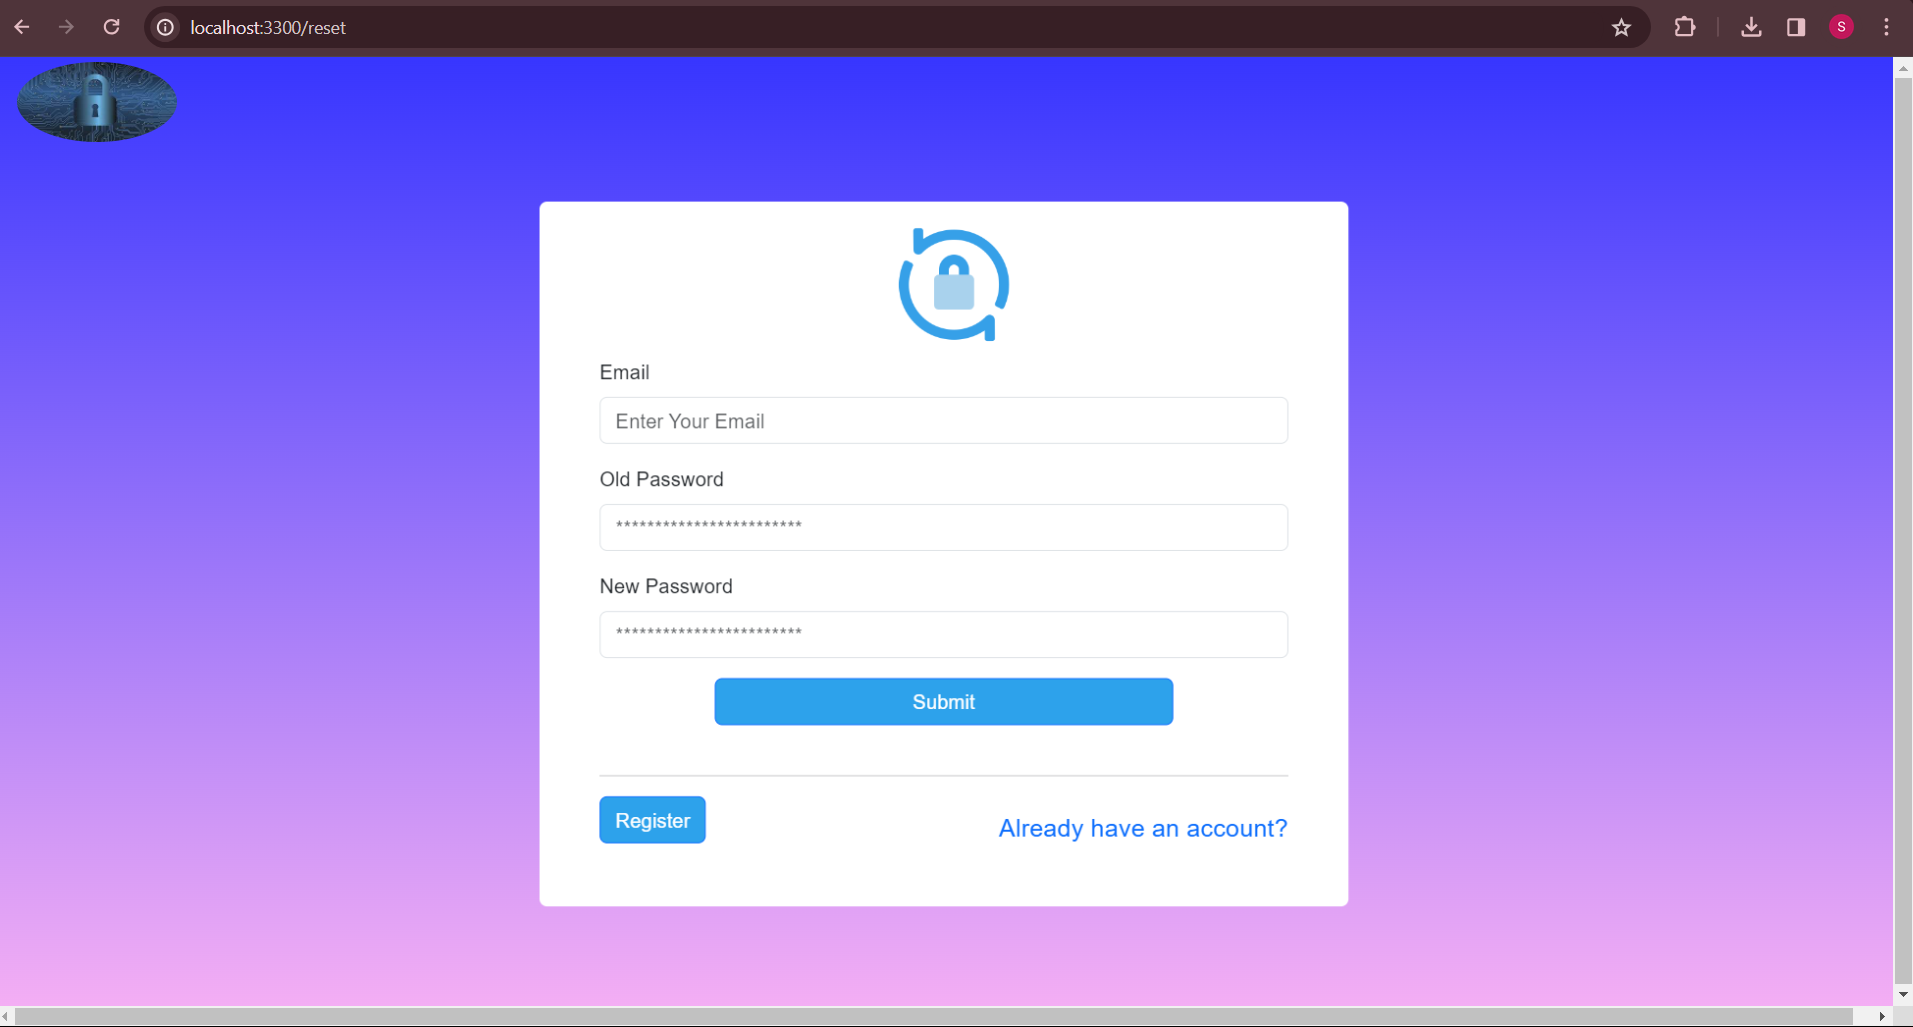 localhost:3300/reset
S
Email
Enter Your Email
Old Password
************************
New Password
************************
Submit
Register
Already have an account?